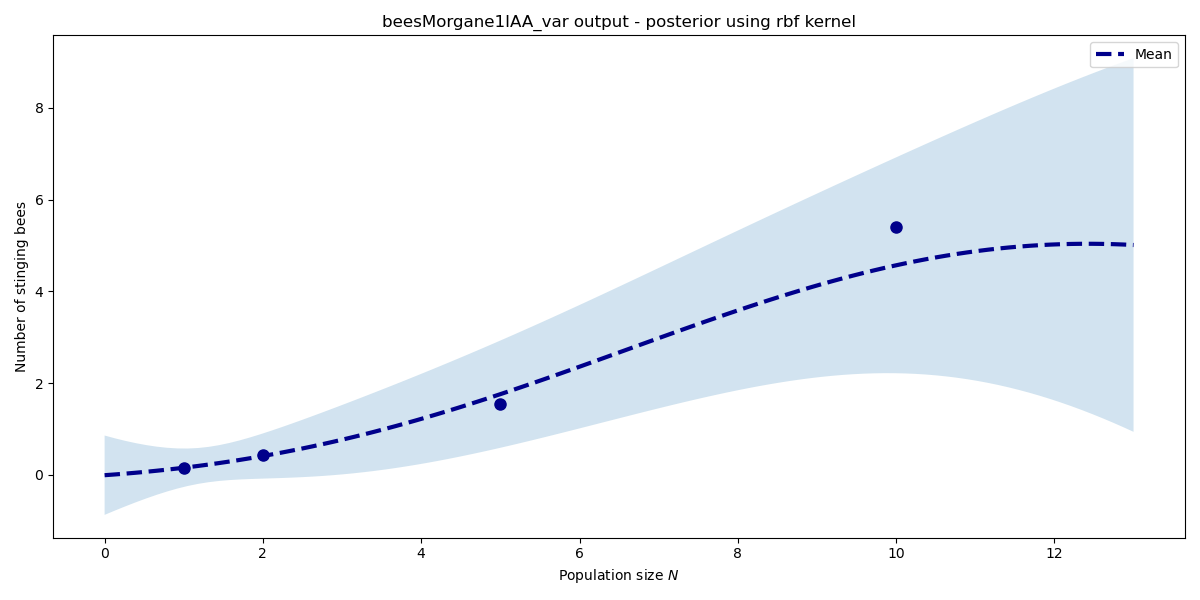 beesMorgane1IAA_var output - posterior using rbf kernel
Mean
8
6
4
2
0
Number of stinging bees
0 2 4 6 8 10 12
Population size N